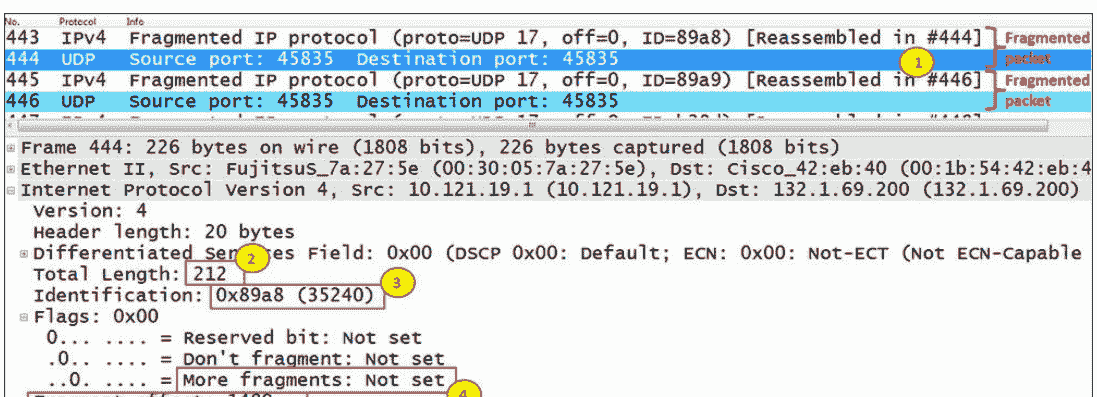 No. Protocol Info
443 IPv4 Fragmented IP protocol (proto=UDP 17, off=0, ID=89a8) [Reassembled in #444] Fragmented
444 UDP Source port: 45835 Destination port: 45835 1 packet
445 IPv4 Fragmented IP protocol (proto=UDP 17, off=0, ID=89a9) [Reassembled in #446] Fragmented
446 UDP Source port: 45835 Destination port: 45835 packet
Frame 444: 226 bytes on wire (1808 bits), 226 bytes captured (1808 bits)
Ethernet II, Src: FujitsuS_7a:27:5e (00:30:05:7a:27:5e), Dst: Cisco_42:eb:40 (00:1b:54:42:eb:4
Internet Protocol Version 4, Src: 10.121.19.1 (10.121.19.1), Dst: 132.1.69.200 (132.1.69.200)
Version: 4
Header length: 20 bytes
Differentiated Services Field: 0x00 (DSCP 0x00: Default; ECN: 0x00: Not-ECT (Not ECN-Capable
2
Total Length: 212
3
Identification: 0x89a8 (35240)
Flags: 0x00
0... .... = Reserved bit: Not set
.0.. .... = Don't fragment: Not set
..0. .... = More fragments: Not set
4